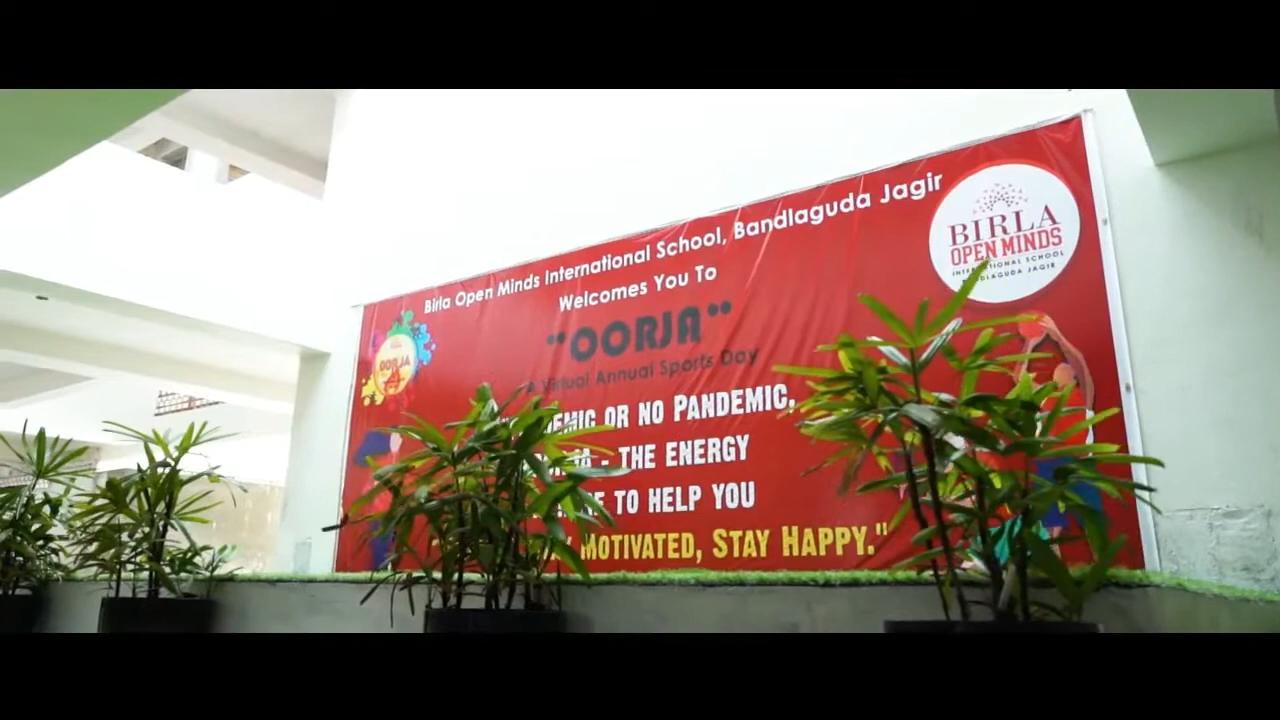 Birla Open Minds International School, Bandlaguda Jagir
Welcomes You To
"OORJA"
A Virtual Annual Sports Day
OR NO PANDEMIC,
- THE ENERGY
TO HELP YOU
MOTIVATED, STAY HAPPY."
OORJA
BIRLA
OPEN MINDS
INTERNATIONAL SCHOOL
JAGIR